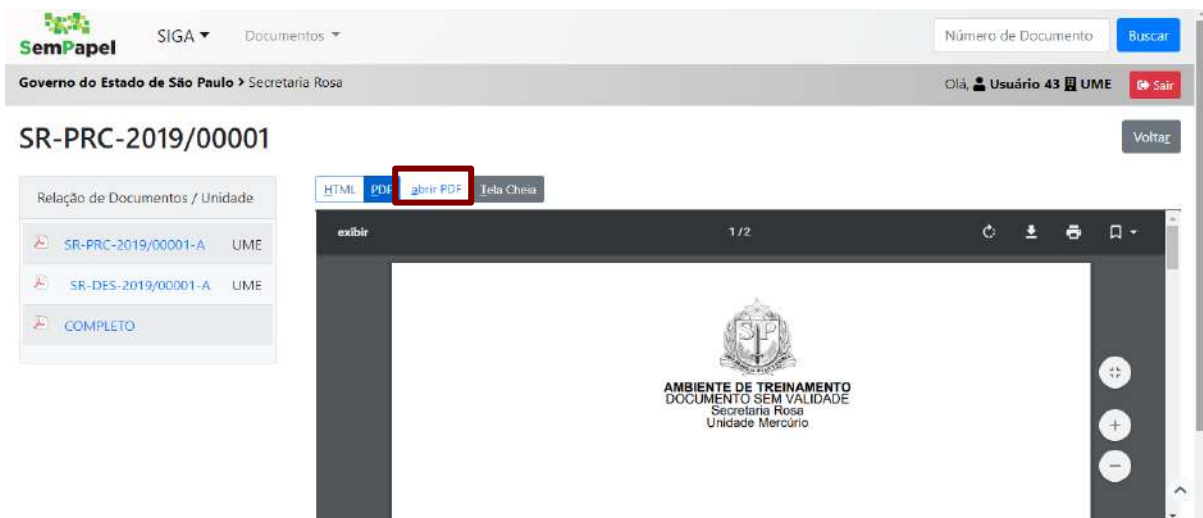 SemPapel
SIGA
Documentos
Número de Documento
Buscar
Governo do Estado de São Paulo > Secretaria Rosa
Olá, Usuário 43 UME
Sair
SR-PRC-2019/00001
Voltar
Relação de Documentos / Unidade
SR-PRC-2019/00001-A UME
SR-DES-2019/00001-A UME
COMPLETO
HTML PDF abrir PDF Tela Cheia
exibir
1 / 2
SP
AMBIENTE DE TREINAMENTO
DOCUMENTO SEM VALIDADE
Secretaria Rosa
Unidade Mercúrio